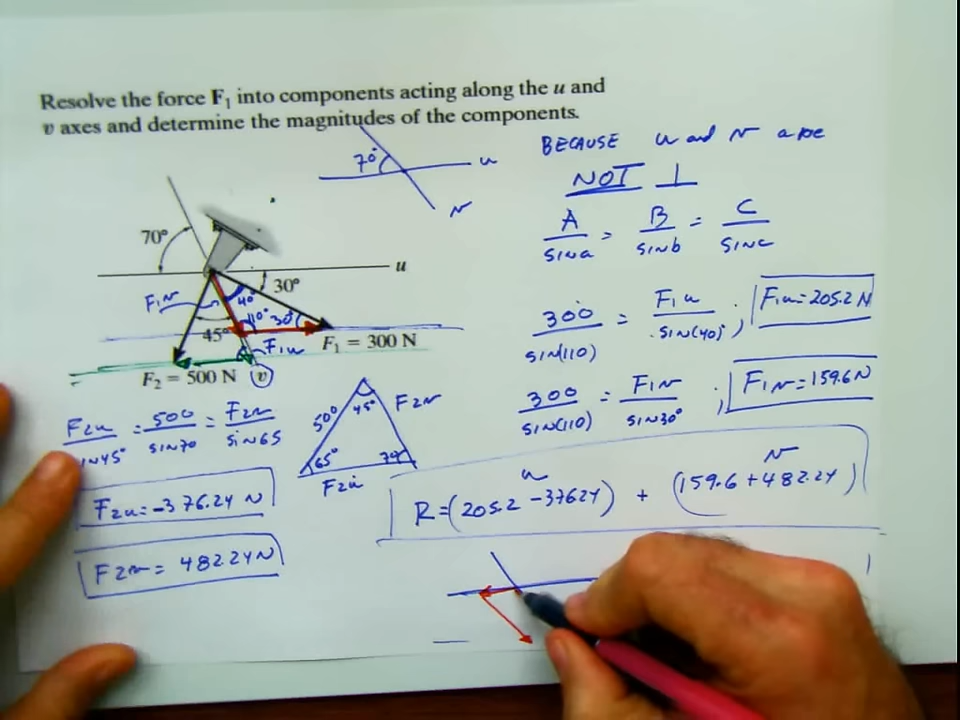 Resolve the force F₁ into components acting along the u and
v axes and determine the magnitudes of the components.
BECAUSE u and v are
NOT ⊥
70°
u
v
A/sin a = B/sin b = C/sin c
70°
u
30°
F1v
40°
110°
30°
45°
F1u
F₁ = 300 N
F₂ = 500 N
v
300/sin(110) = F1u/sin(40) ; F1u = 205.2 N
300/sin(110) = F1v/sin30° ; F1v = 159.6 N
F2u/sin45° = 500/sin70 = F2v/sin65
500
45°
F2v
65°
70
F2u
F2u = -376.24 N
F2v = 482.24 N
u
v
R = (205.2 - 376.24) + (159.6 + 482.24)